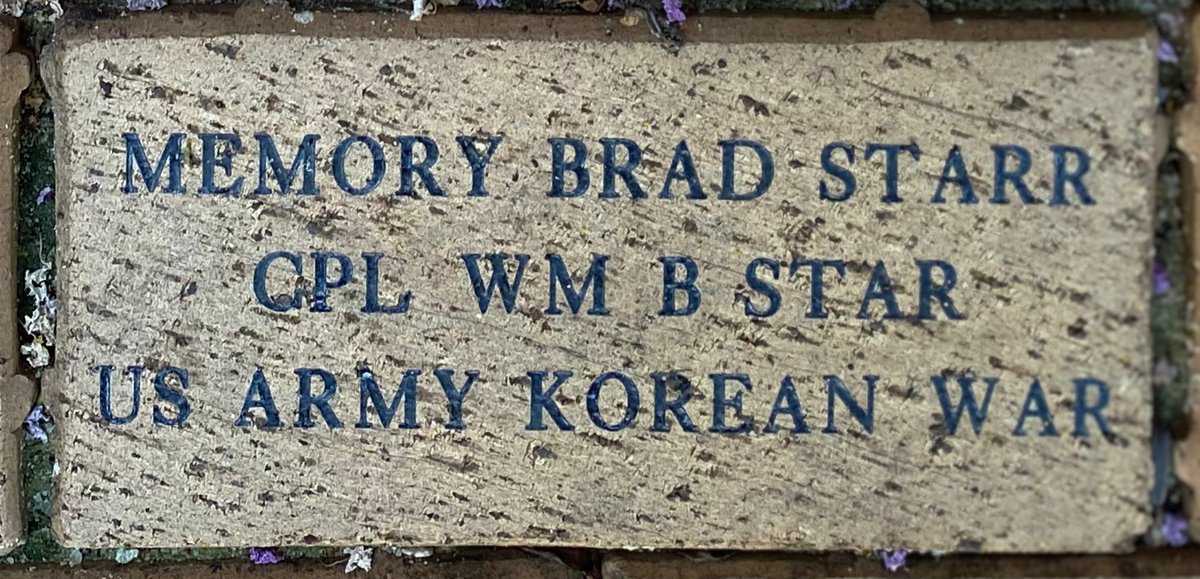 MEMORY BRAD STARR
CPL WM B STAR
US ARMY KOREAN WAR